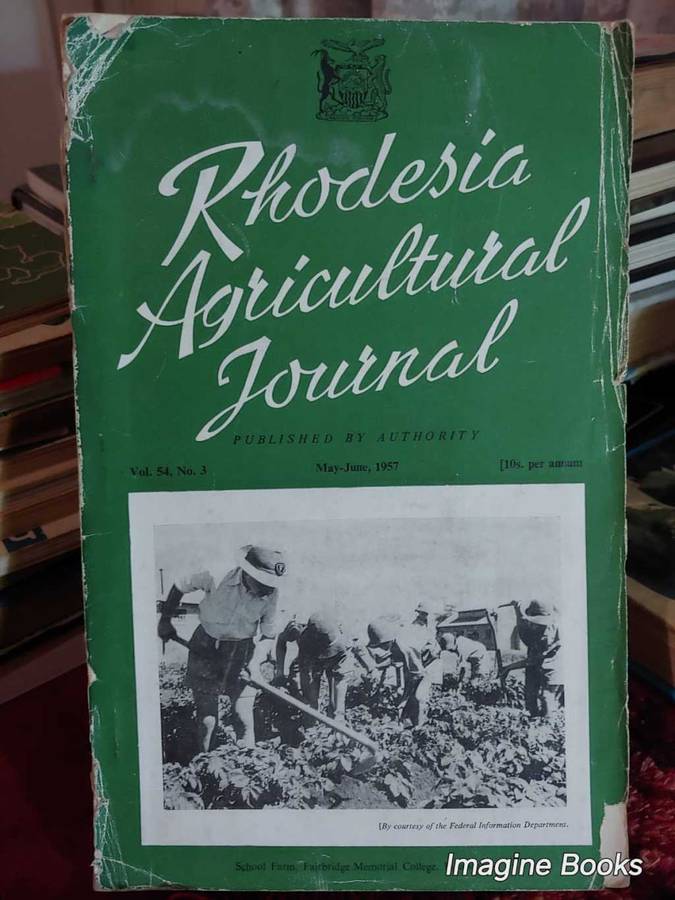 Rhodesia
Agricultural
Journal
PUBLISHED BY AUTHORITY
Vol. 54, No. 3 May-June, 1957 [10s. per annum
[By courtesy of the Federal Information Department.
School Farm, Fairbridge Memorial College.
Imagine Books